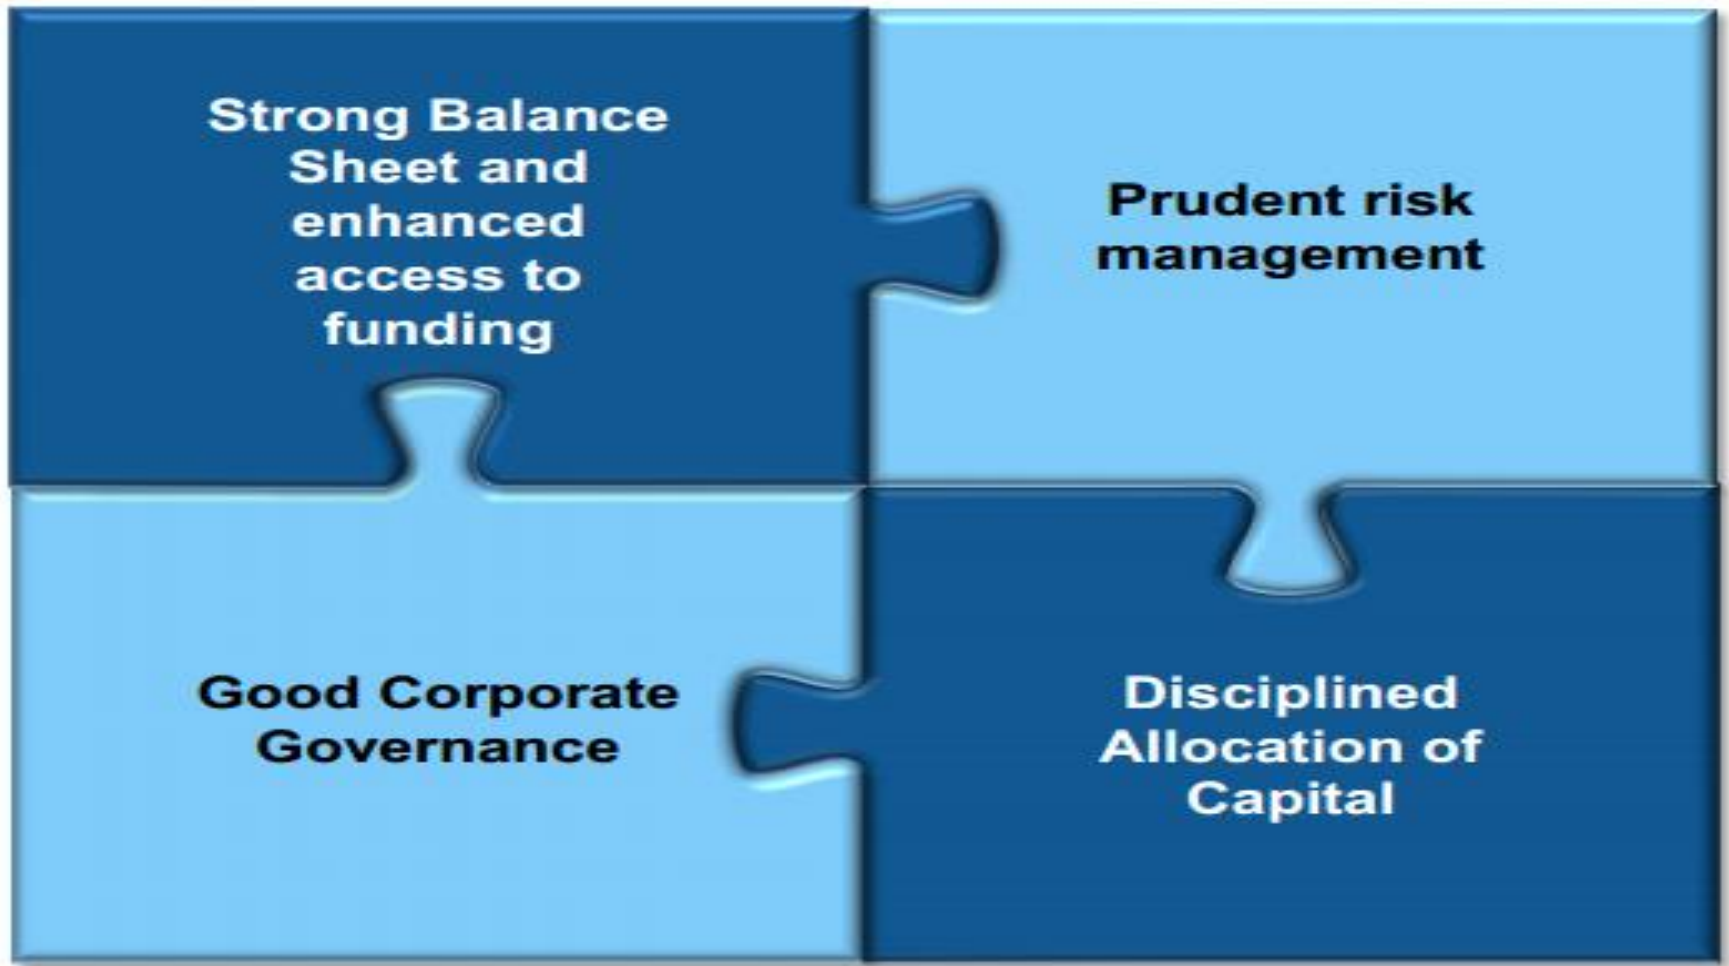 Strong Balance
Sheet and
enhanced
access to
funding
Prudent risk
management
Good Corporate
Governance
Disciplined
Allocation of
Capital